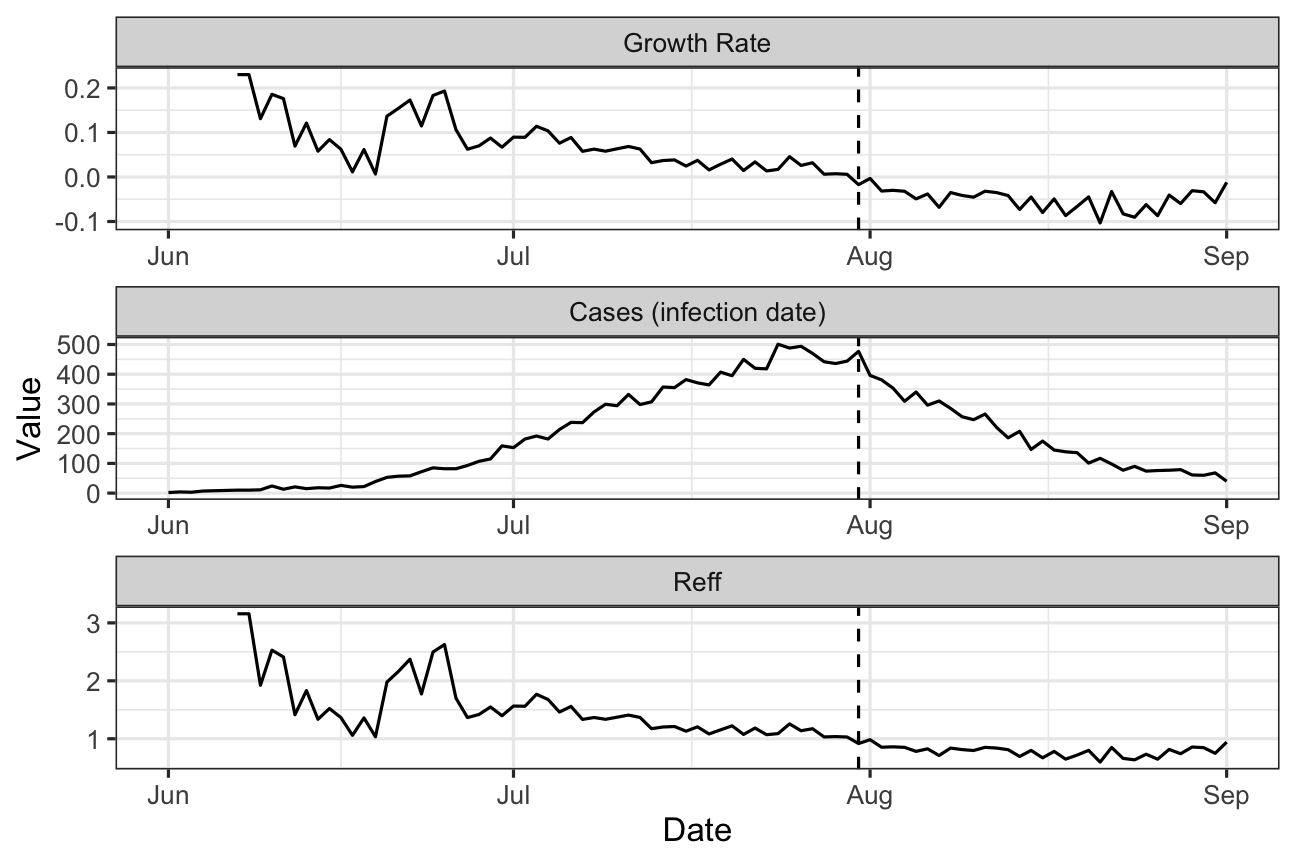 Growth Rate
0.2
0.1
0.0
-0.1
Jun Jul Aug Sep
Cases (infection date)
500
400
300
200
100
0
Jun Jul Aug Sep
Value
Reff
3
2
1
Jun Jul Aug Sep
Date